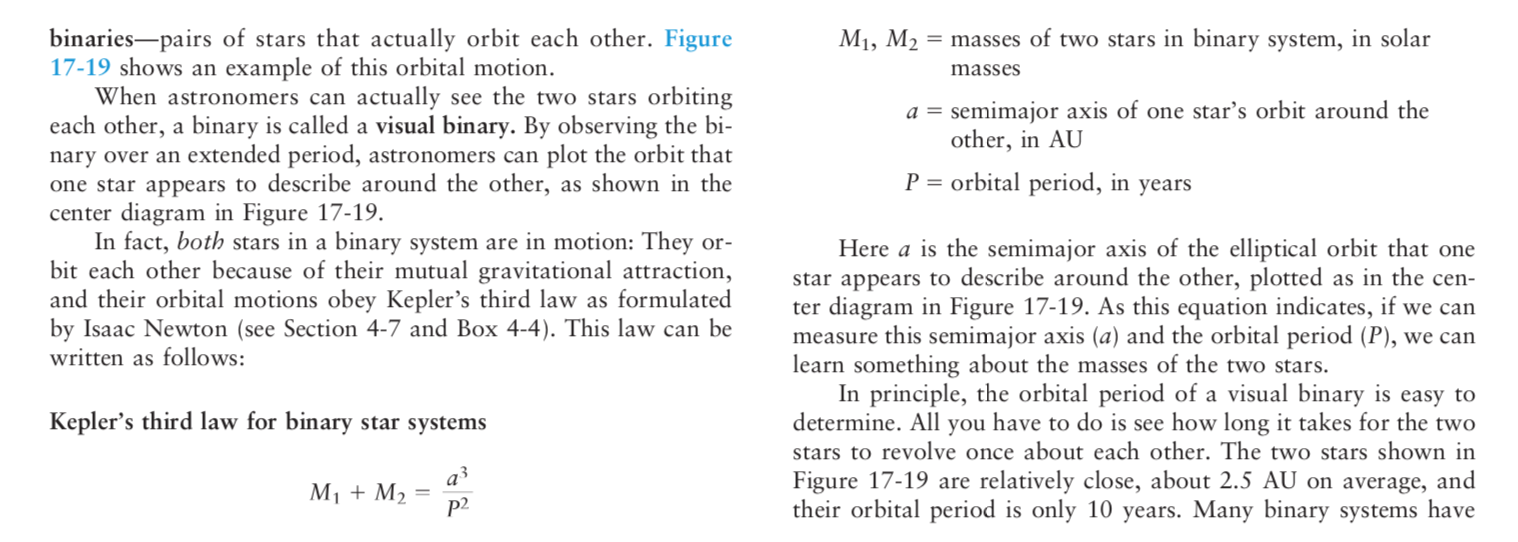 binaries—pairs of stars that actually orbit each other. Figure
17-19 shows an example of this orbital motion.
When astronomers can actually see the two stars orbiting
each other, a binary is called a visual binary. By observing the bi-
nary over an extended period, astronomers can plot the orbit that
one star appears to describe around the other, as shown in the
center diagram in Figure 17-19.
In fact, both stars in a binary system are in motion: They or-
bit each other because of their mutual gravitational attraction,
and their orbital motions obey Kepler's third law as formulated
by Isaac Newton (see Section 4-7 and Box 4-4). This law can be
written as follows:
Kepler's third law for binary star systems
M₁ + M₂ = a³/P²
M₁, M₂ = masses of two stars in binary system, in solar
masses
a = semimajor axis of one star's orbit around the
other, in AU
P = orbital period, in years
Here a is the semimajor axis of the elliptical orbit that one
star appears to describe around the other, plotted as in the cen-
ter diagram in Figure 17-19. As this equation indicates, if we can
measure this semimajor axis (a) and the orbital period (P), we can
learn something about the masses of the two stars.
In principle, the orbital period of a visual binary is easy to
determine. All you have to do is see how long it takes for the two
stars to revolve once about each other. The two stars shown in
Figure 17-19 are relatively close, about 2.5 AU on average, and
their orbital period is only 10 years. Many binary systems have